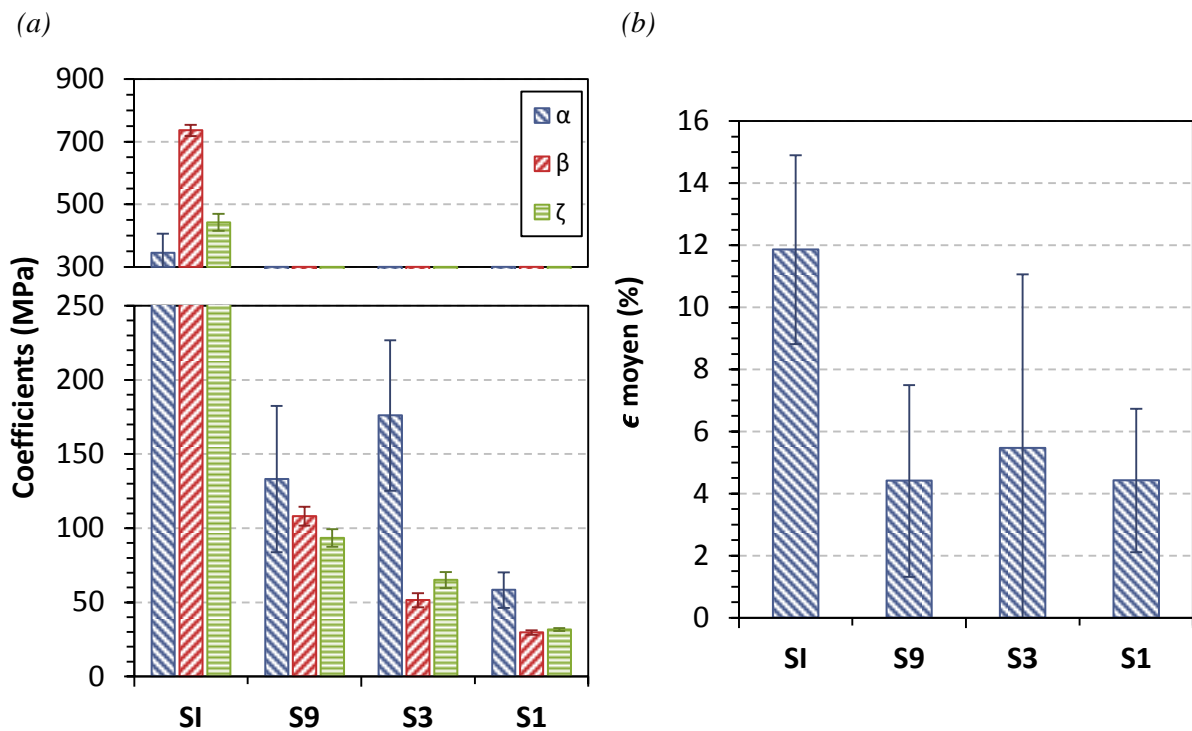 (a)
Coefficients (MPa)
900
700
500
300
250
200
150
100
50
0
α
β
ζ
SI S9 S3 S1
(b)
ϵ moyen (%)
16
14
12
10
8
6
4
2
0
SI S9 S3 S1